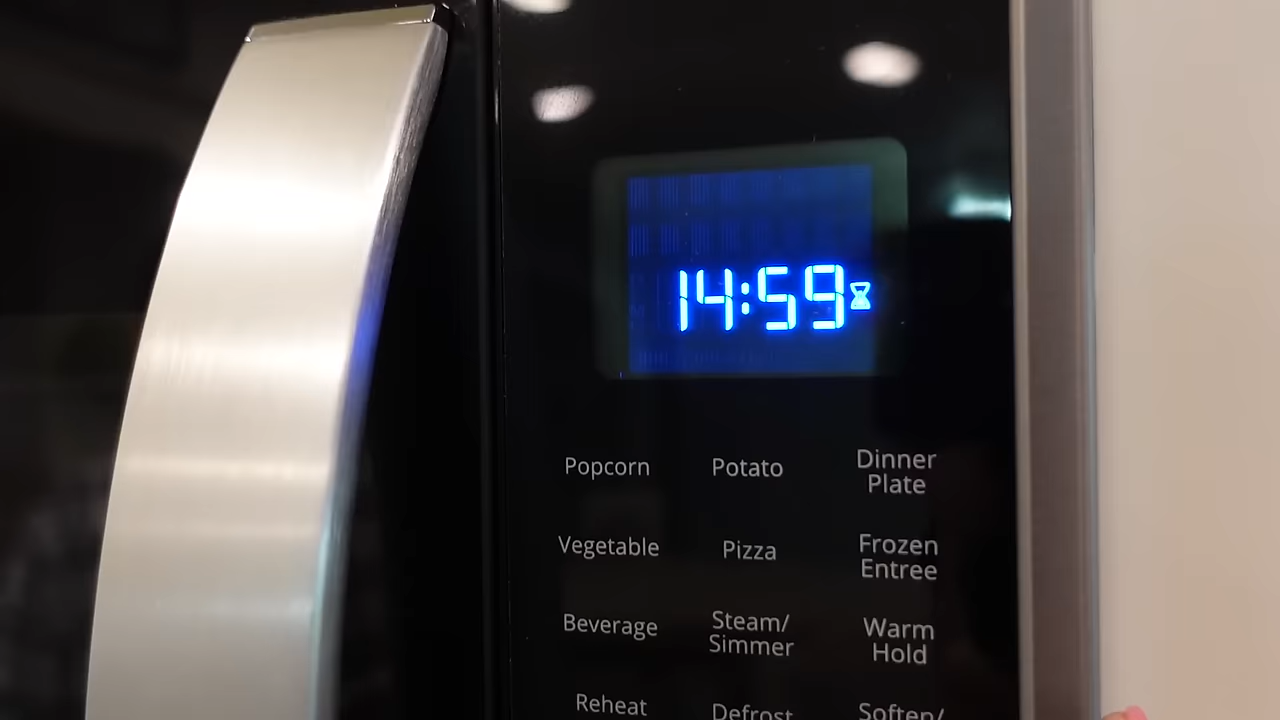 14:59
Popcorn
Potato
Dinner
Plate
Vegetable
Pizza
Frozen
Entree
Beverage
Steam/
Simmer
Warm
Hold
Reheat
Defrost
Soften/